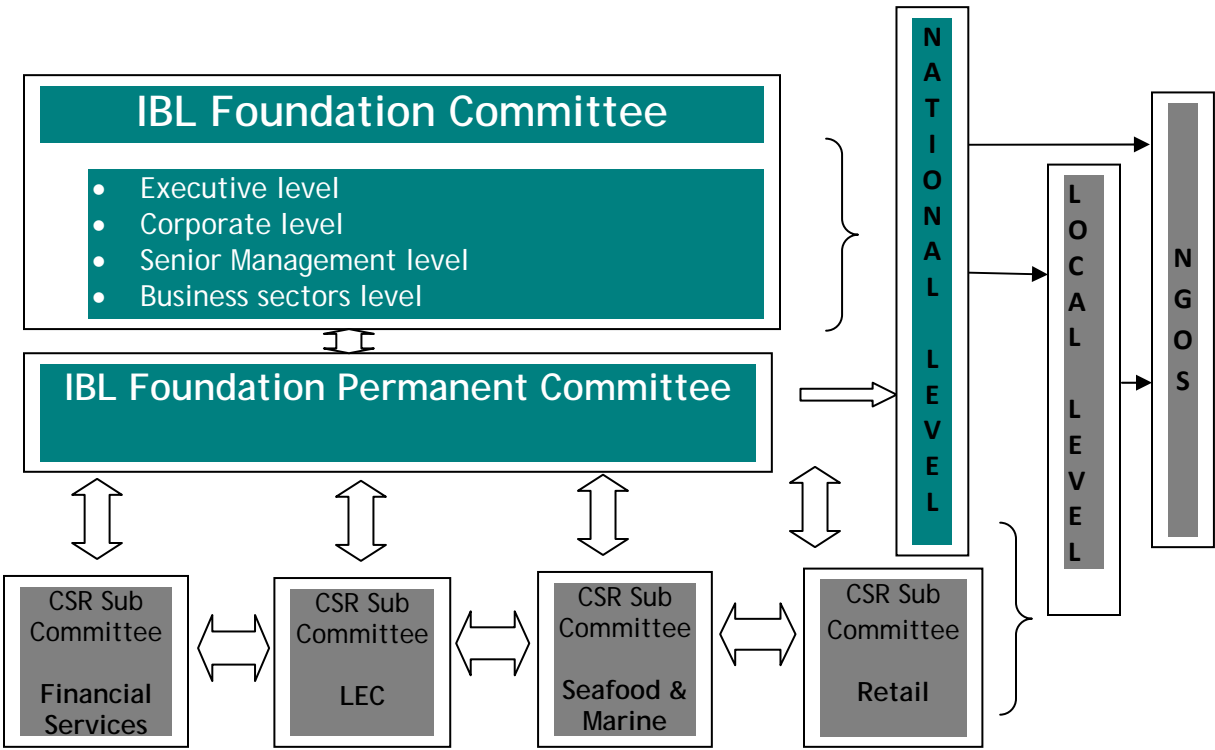 IBL Foundation Committee
• Executive level
• Corporate level
• Senior Management level
• Business sectors level
IBL Foundation Permanent Committee
NATIONAL LEVEL
LOCAL LEVEL
NGOS
CSR Sub
Committee
Financial
Services
CSR Sub
Committee
LEC
CSR Sub
Committee
Seafood &
Marine
CSR Sub
Committee
Retail